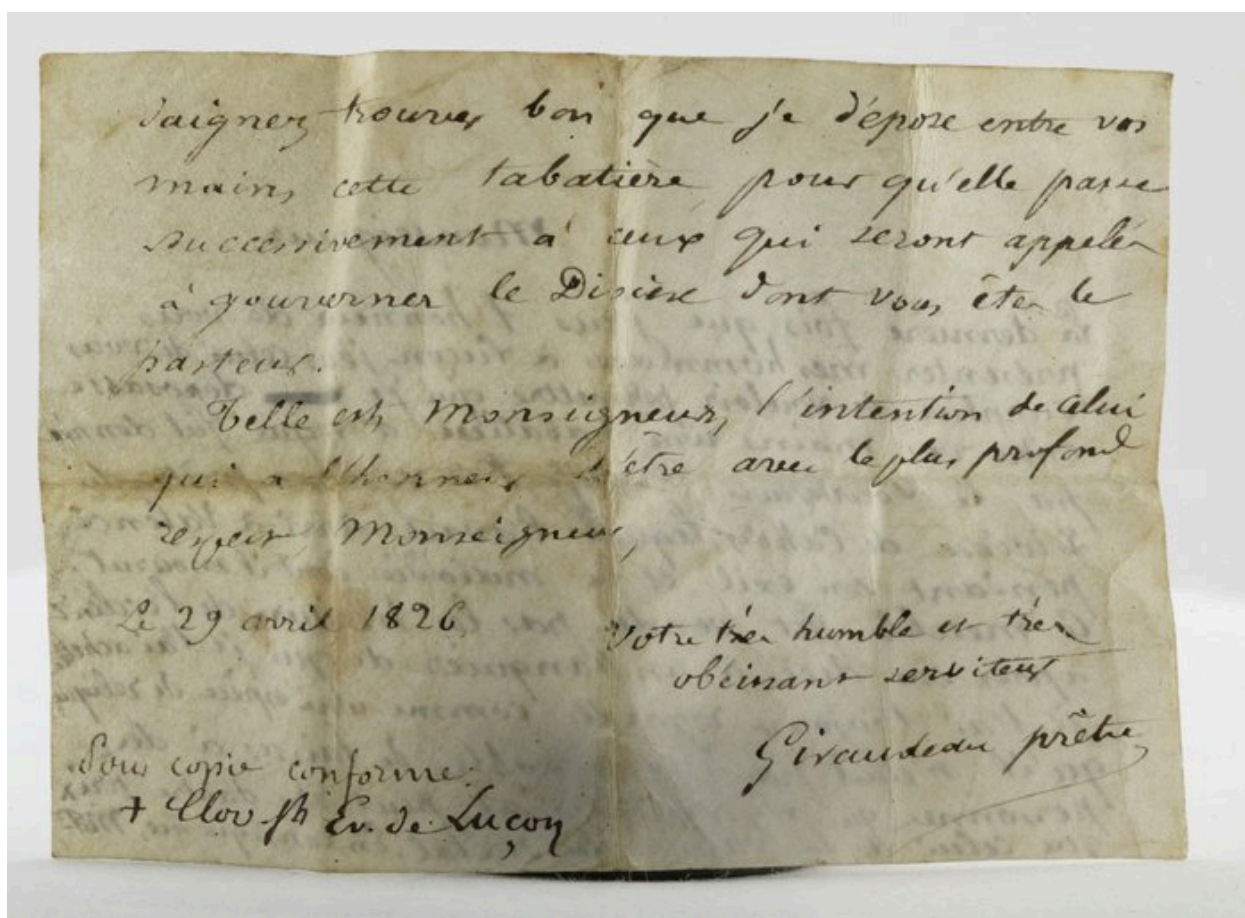 Daignez trouver bon que je dépose entre vos
mains, cette tabatière, pour qu'elle passe
successivement à ceux qui seront appelés
à gouverner le Diocèse dont vous êtes le
pasteur.
Telle est, Monseigneur, l'intention de celui
qui a l'honneur d'être avec le plus profond
respect, Monseigneur,
Le 29 avril 1826,
Votre très humble et très
obéissant serviteur
Giraudeau prêtre
Pour copie conforme:
+ Clov. Jh Ev. de Luçon